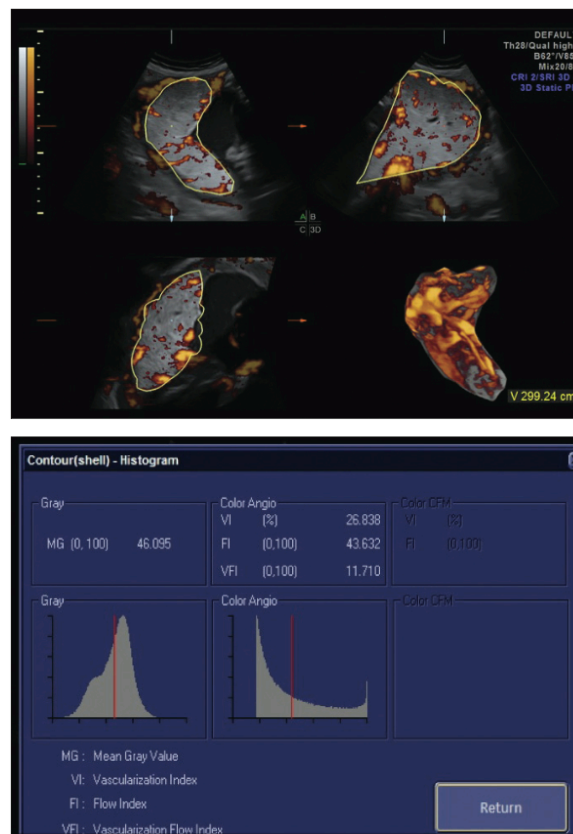 DEFAUL
Th28/Qual high
B62°/V85
Mix20/8
CRI 2/SRI 3D
3D Static P
A B
C 3D
V 299.24 cm
Contour(shell) - Histogram
Gray
MG (0, 100) 46.095
Color Angio
VI (%) 26.838
FI (0,100) 43.632
VFI (0,100) 11.710
Color CFM
VI (%)
FI (0,100)
Gray
Color Angio
Color CFM
MG : Mean Gray Value
VI: Vascularization Index
FI : Flow Index
VFI : Vascularization Flow Index
Return